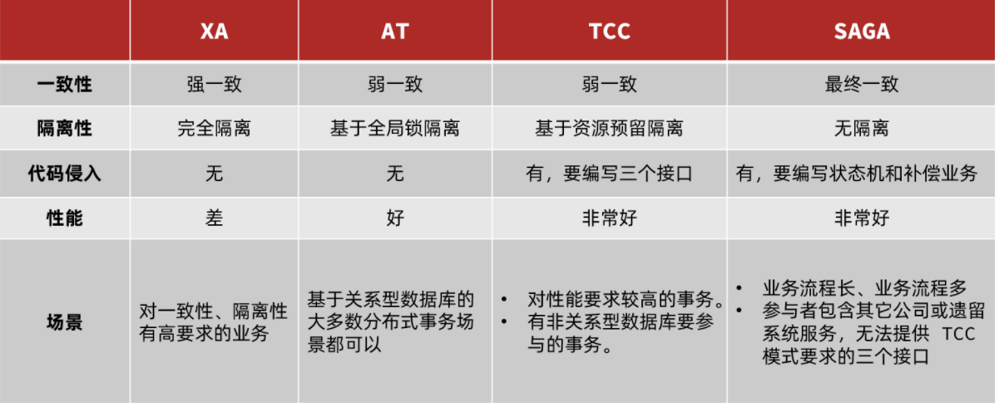 XA AT TCC SAGA
一致性 强一致 弱一致 弱一致 最终一致
隔离性 完全隔离 基于全局锁隔离 基于资源预留隔离 无隔离
代码侵入 无 无 有，要编写三个接口 有，要编写状态机和补偿业务
性能 差 好 非常好 非常好
场景
对一致性、隔离性
有高要求的业务
基于关系型数据库的
大多数分布式事务场
景都可以
• 对性能要求较高的事务。
• 有非关系型数据库要参
与的事务。
• 业务流程长、业务流程多
• 参与者包含其它公司或遗留
系统服务，无法提供 TCC
模式要求的三个接口